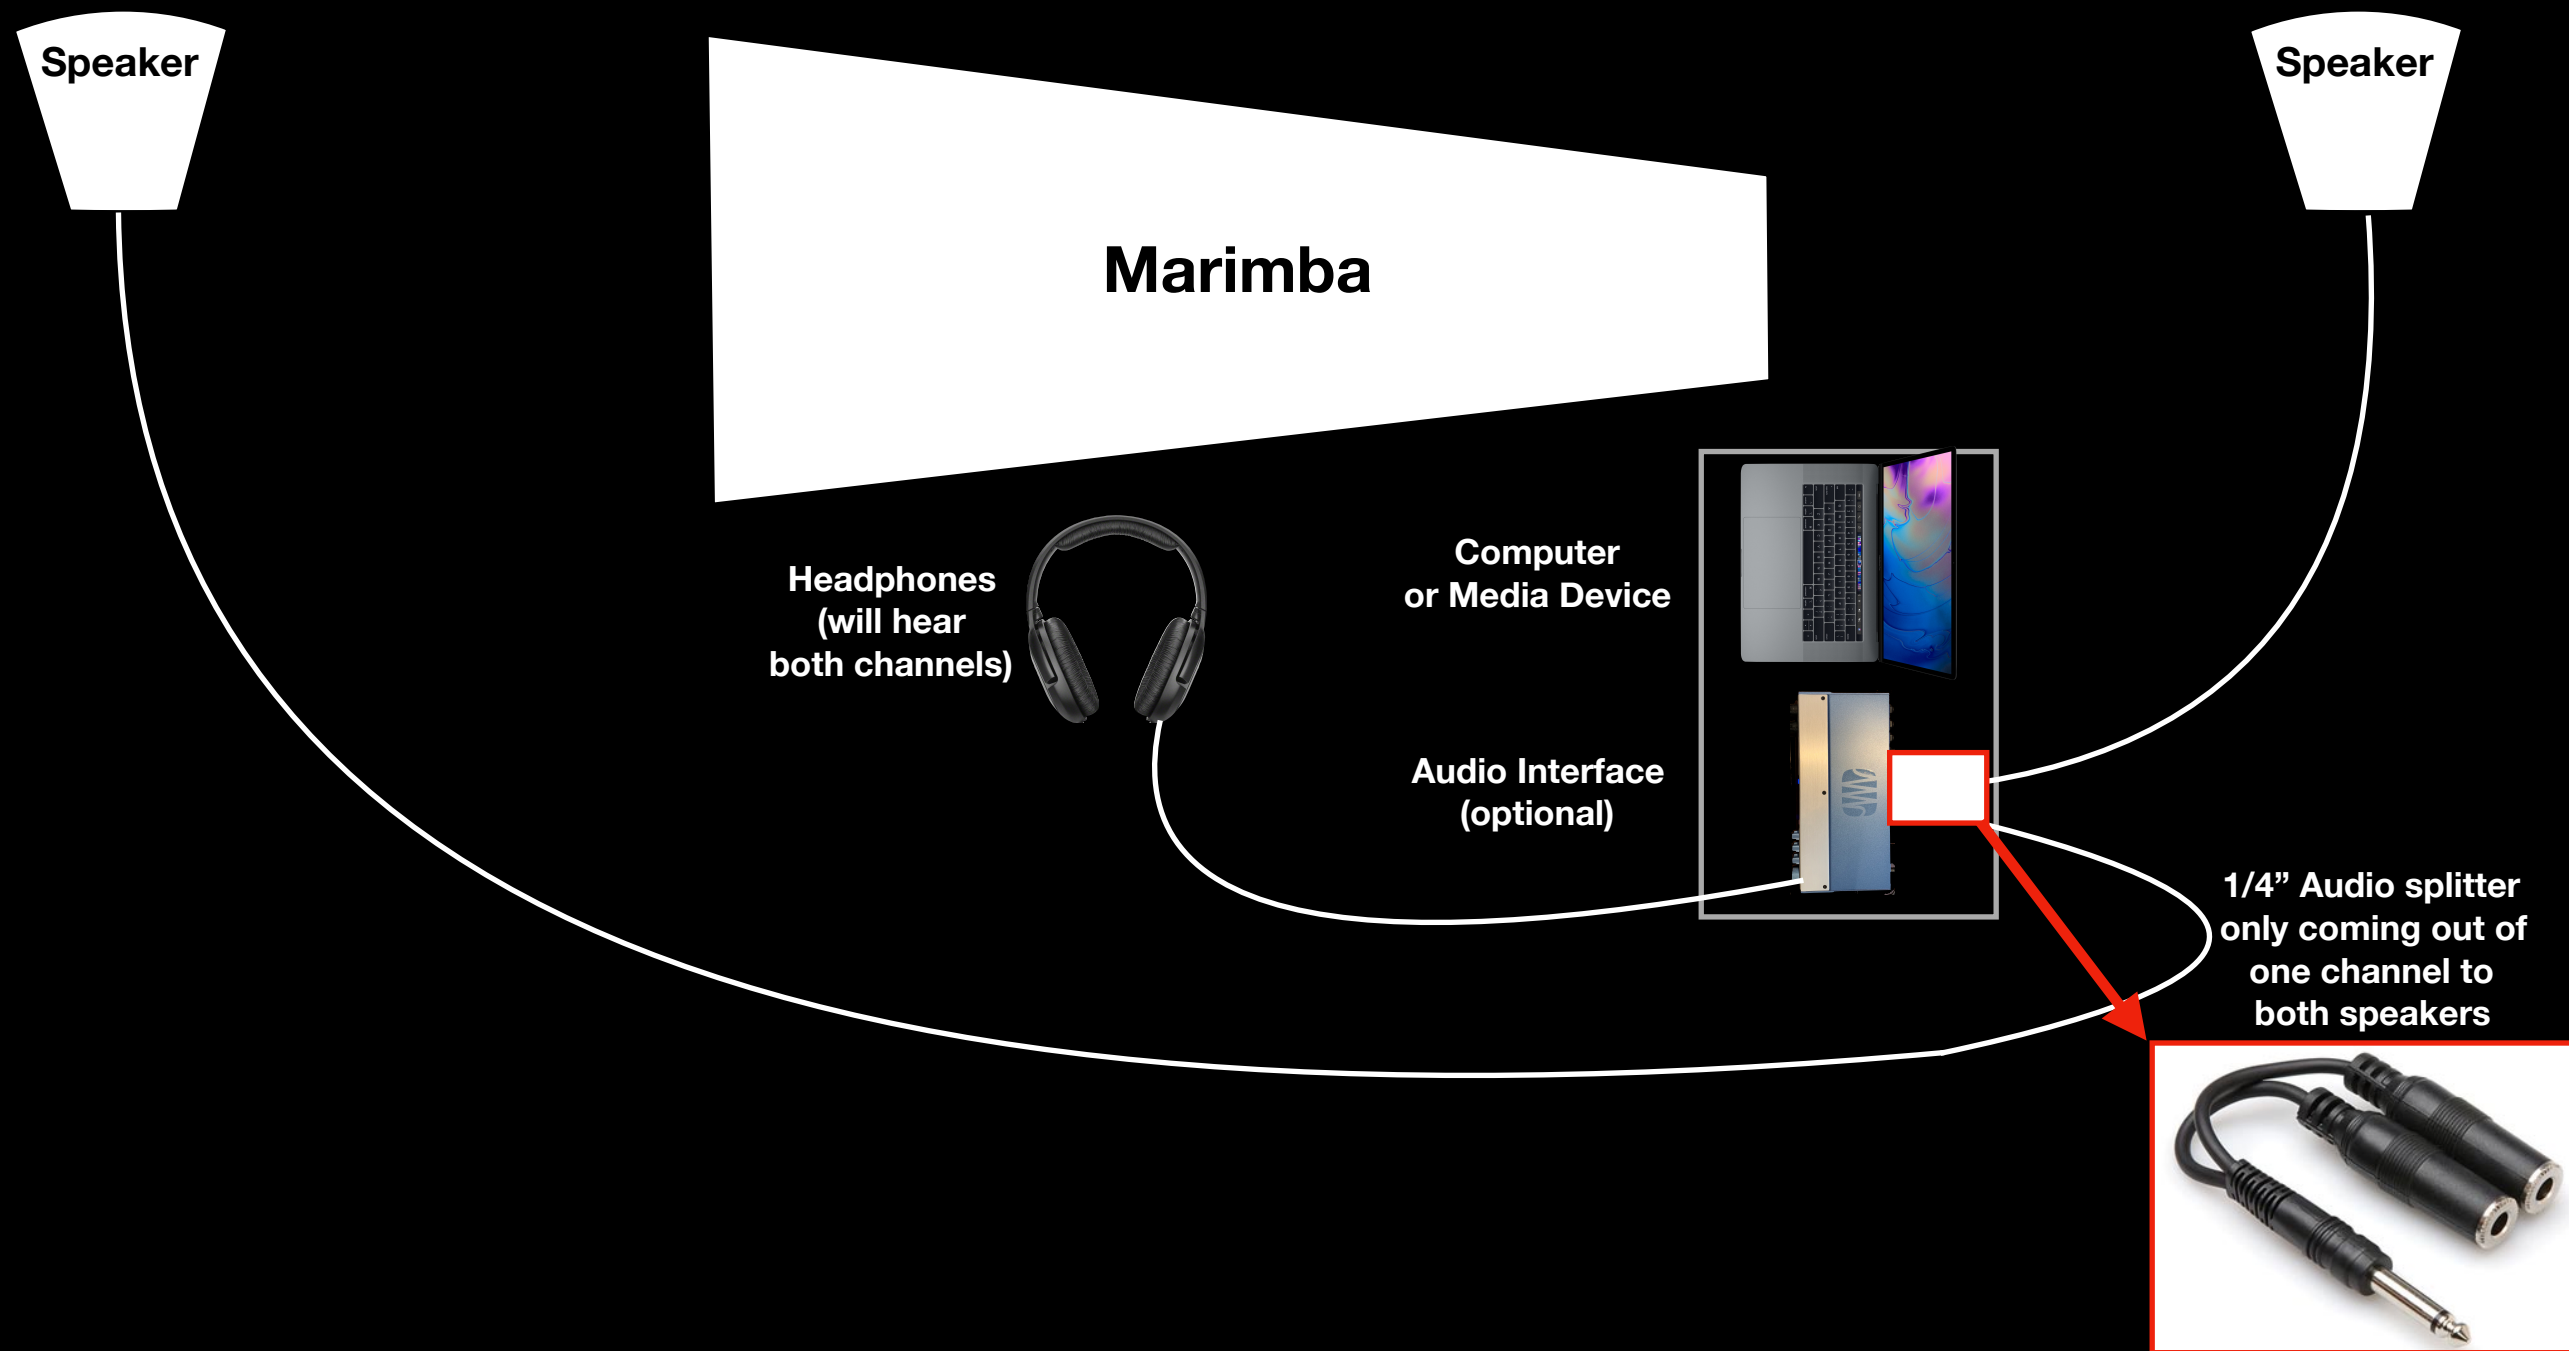 Speaker
Speaker
Marimba
Headphones
(will hear
both channels)
Computer
or Media Device
Audio Interface
(optional)
1/4” Audio splitter
only coming out of
one channel to
both speakers